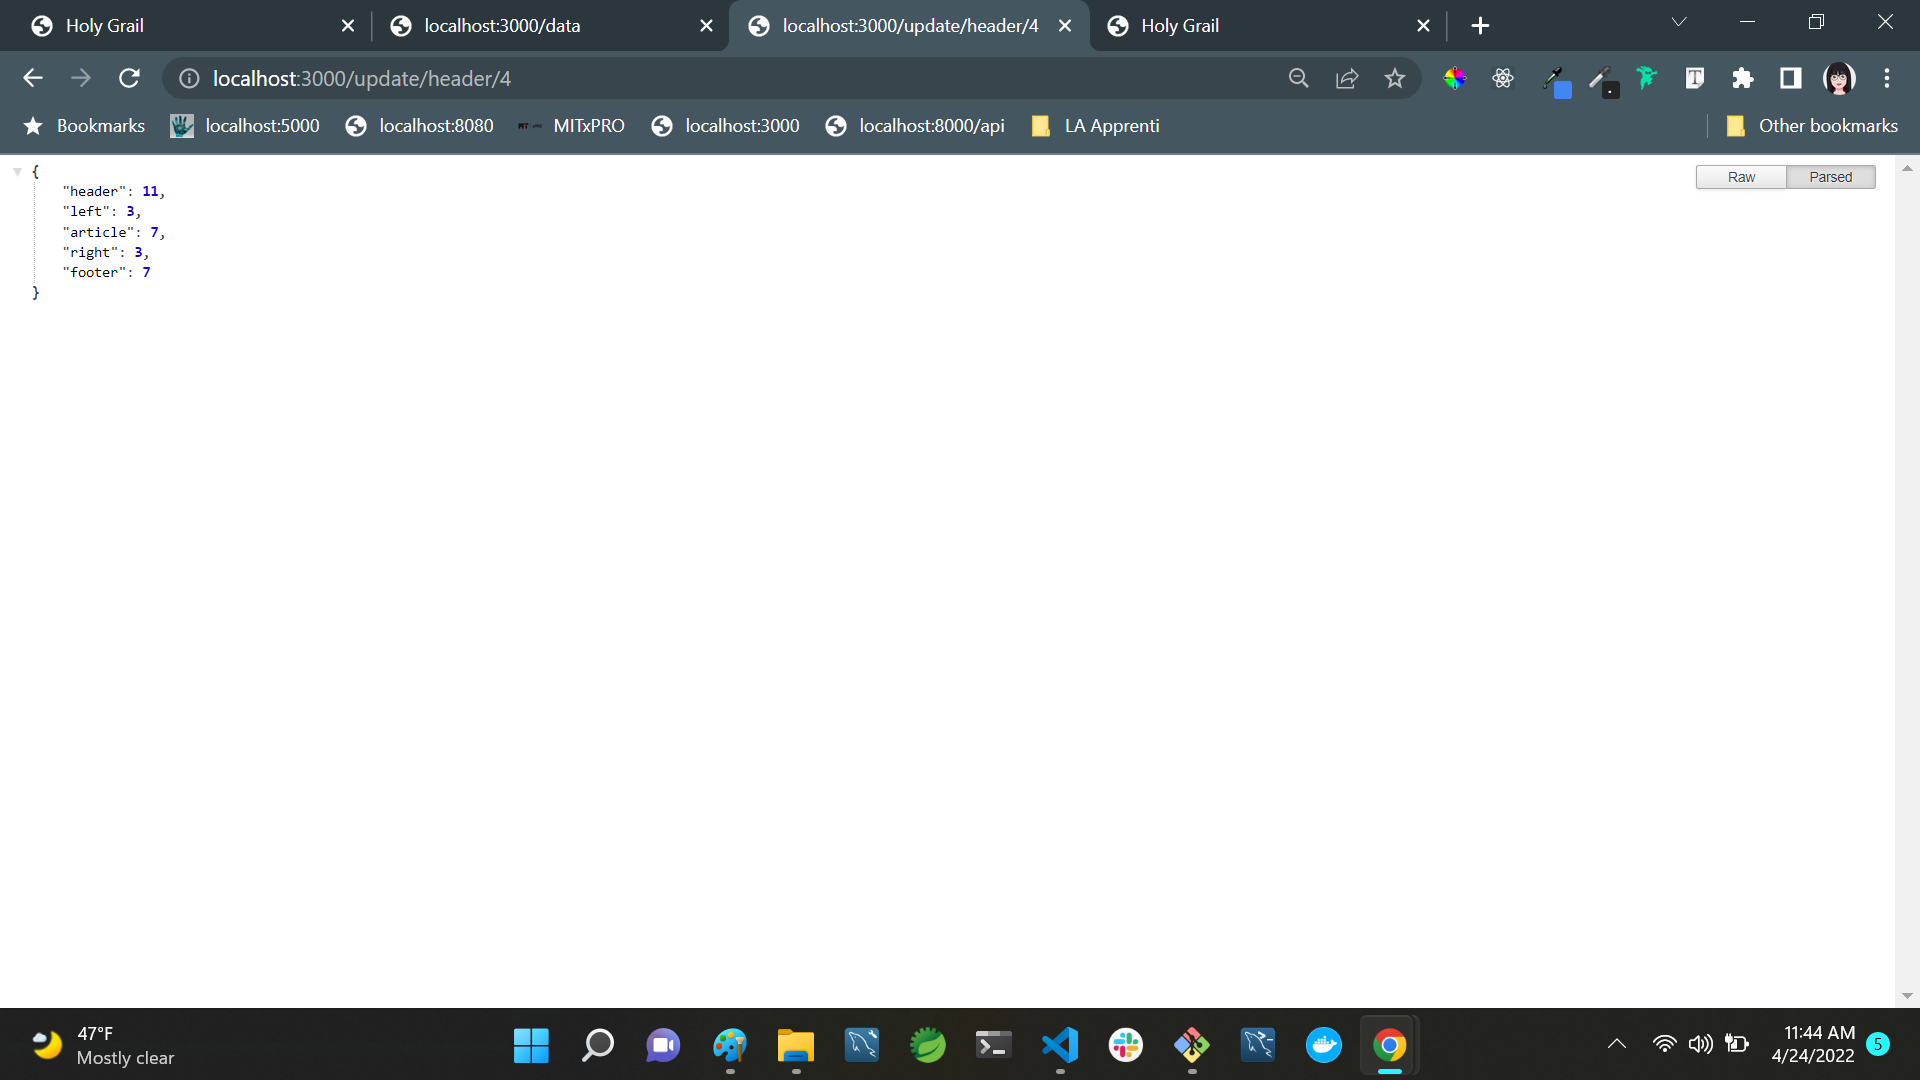 Holy Grail
localhost:3000/data
localhost:3000/update/header/4
Holy Grail
localhost:3000/update/header/4
Bookmarks
localhost:5000
localhost:8080
MITxPRO
localhost:3000
localhost:8000/api
LA Apprenti
Other bookmarks
Raw
Parsed
{
"header": 11,
"left": 3,
"article": 7,
"right": 3,
"footer": 7
}
47°F
Mostly clear
11:44 AM
4/24/2022
5